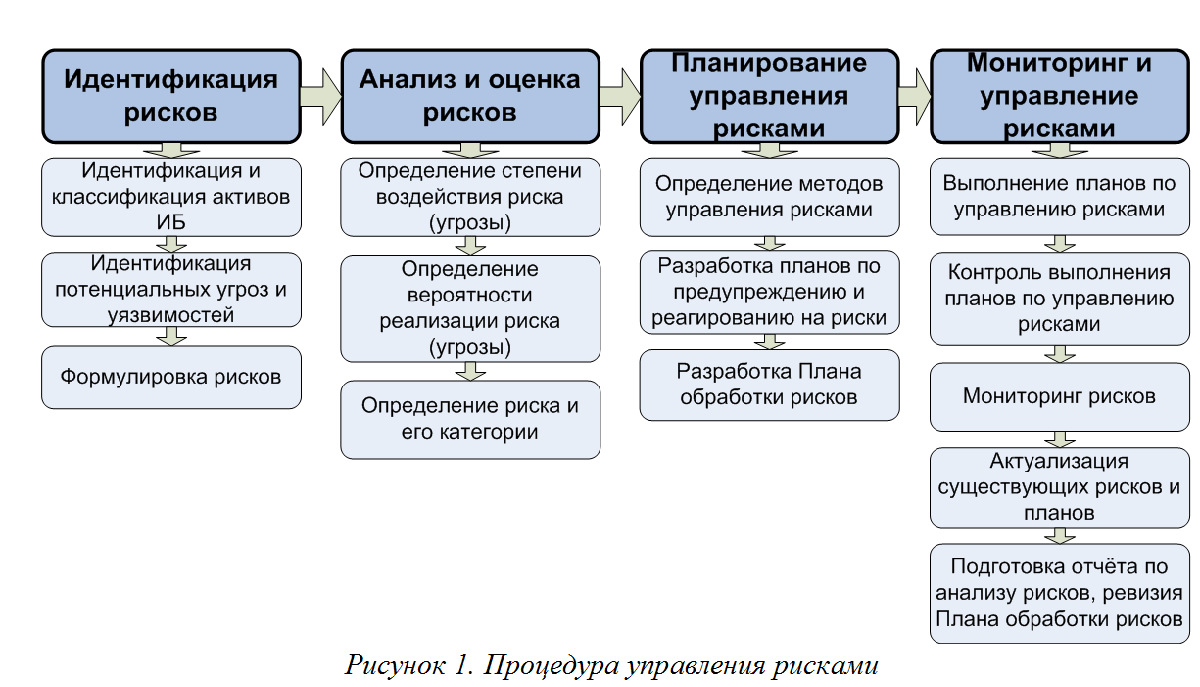 Идентификация
рисков
Идентификация и
классификация активов
ИБ
Идентификация
потенциальных угроз и
уязвимостей
Формулировка рисков
Анализ и оценка
рисков
Определение степени
воздействия риска
(угрозы)
Определение
вероятности
реализации риска
(угрозы)
Определение риска и
его категории
Планирование
управления
рисками
Определение методов
управления рисками
Разработка планов по
предупреждению и
реагированию на риски
Разработка Плана
обработки рисков
Мониторинг и
управление
рисками
Выполнение планов по
управлению рисками
Контроль выполнения
планов по управлению
рисками
Мониторинг рисков
Актуализация
существующих рисков и
планов
Подготовка отчёта по
анализу рисков, ревизия
Плана обработки рисков
Рисунок 1. Процедура управления рисками